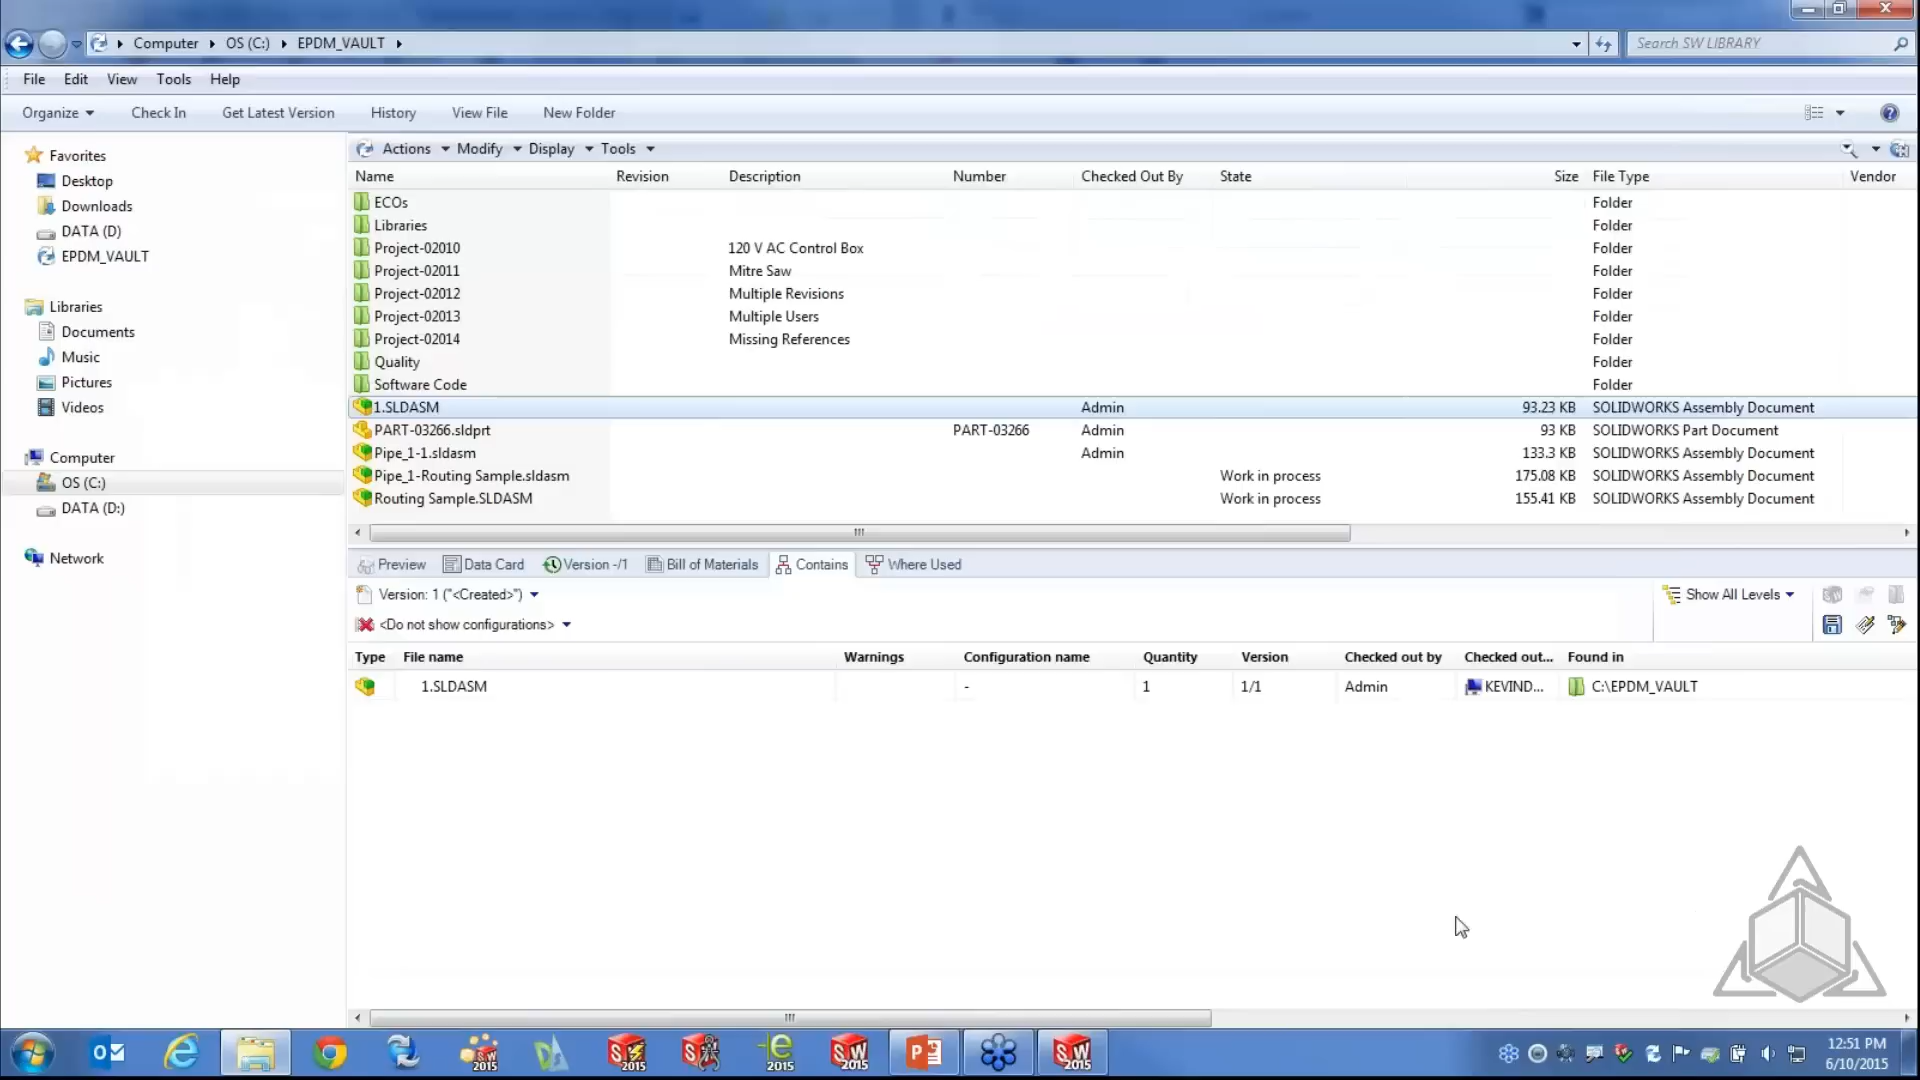 Computer OS (C:) EPDM_VAULT
Search SW LIBRARY
File Edit View Tools Help
Organize Check In Get Latest Version History View File New Folder
Favorites
Desktop
Downloads
DATA (D)
EPDM_VAULT
Libraries
Documents
Music
Pictures
Videos
Computer
OS (C:)
DATA (D:)
Network
Actions Modify Display Tools
Name Revision Description Number Checked Out By State Size File Type Vendor
ECOs Folder
Libraries Folder
Project-02010 120 V AC Control Box Folder
Project-02011 Mitre Saw Folder
Project-02012 Multiple Revisions Folder
Project-02013 Multiple Users Folder
Project-02014 Missing References Folder
Quality Folder
Software Code Folder
1.SLDASM Admin 93.23 KB SOLIDWORKS Assembly Document
PART-03266.sldprt PART-03266 Admin 93 KB SOLIDWORKS Part Document
Pipe_1-1.sldasm Admin 133.3 KB SOLIDWORKS Assembly Document
Pipe_1-Routing Sample.sldasm Work in process 175.08 KB SOLIDWORKS Assembly Document
Routing Sample.SLDASM Work in process 155.41 KB SOLIDWORKS Assembly Document
Preview Data Card Version -/1 Bill of Materials Contains Where Used
Version: 1 ("<Created>") Show All Levels
<Do not show configurations>
Type File name Warnings Configuration name Quantity Version Checked out by Checked out... Found in
1.SLDASM - 1 1/1 Admin KEVIND... C:\EPDM_VAULT
2015 2015 2015 2015 2015
12:51 PM
6/10/2015